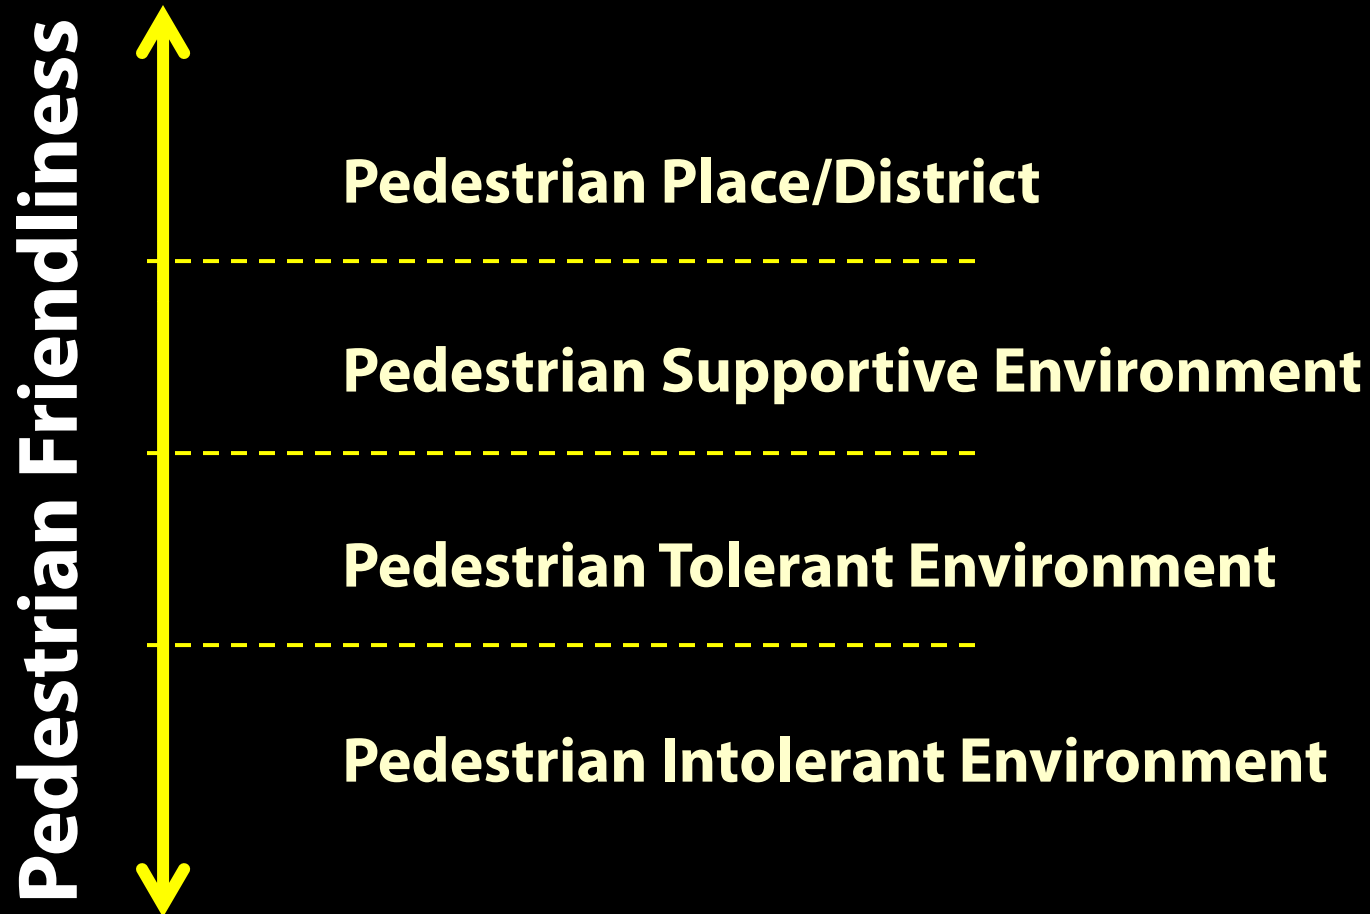 Pedestrian Friendliness
Pedestrian Place/District
Pedestrian Supportive Environment
Pedestrian Tolerant Environment
Pedestrian Intolerant Environment